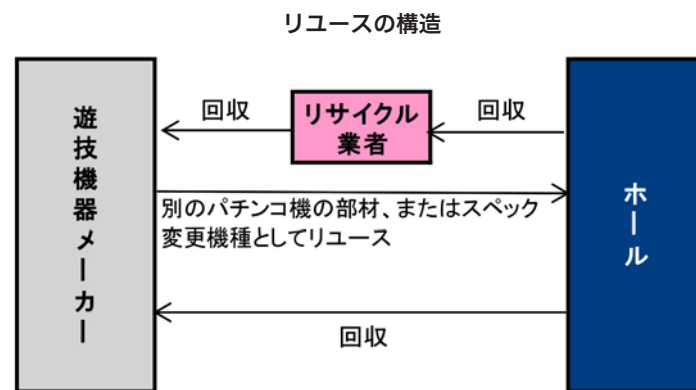 リユースの構造
遊技機器メーカー
回収
リサイクル
業者
回収
ホール
別のパチンコ機の部材、またはスペック
変更機種としてリユース
回収